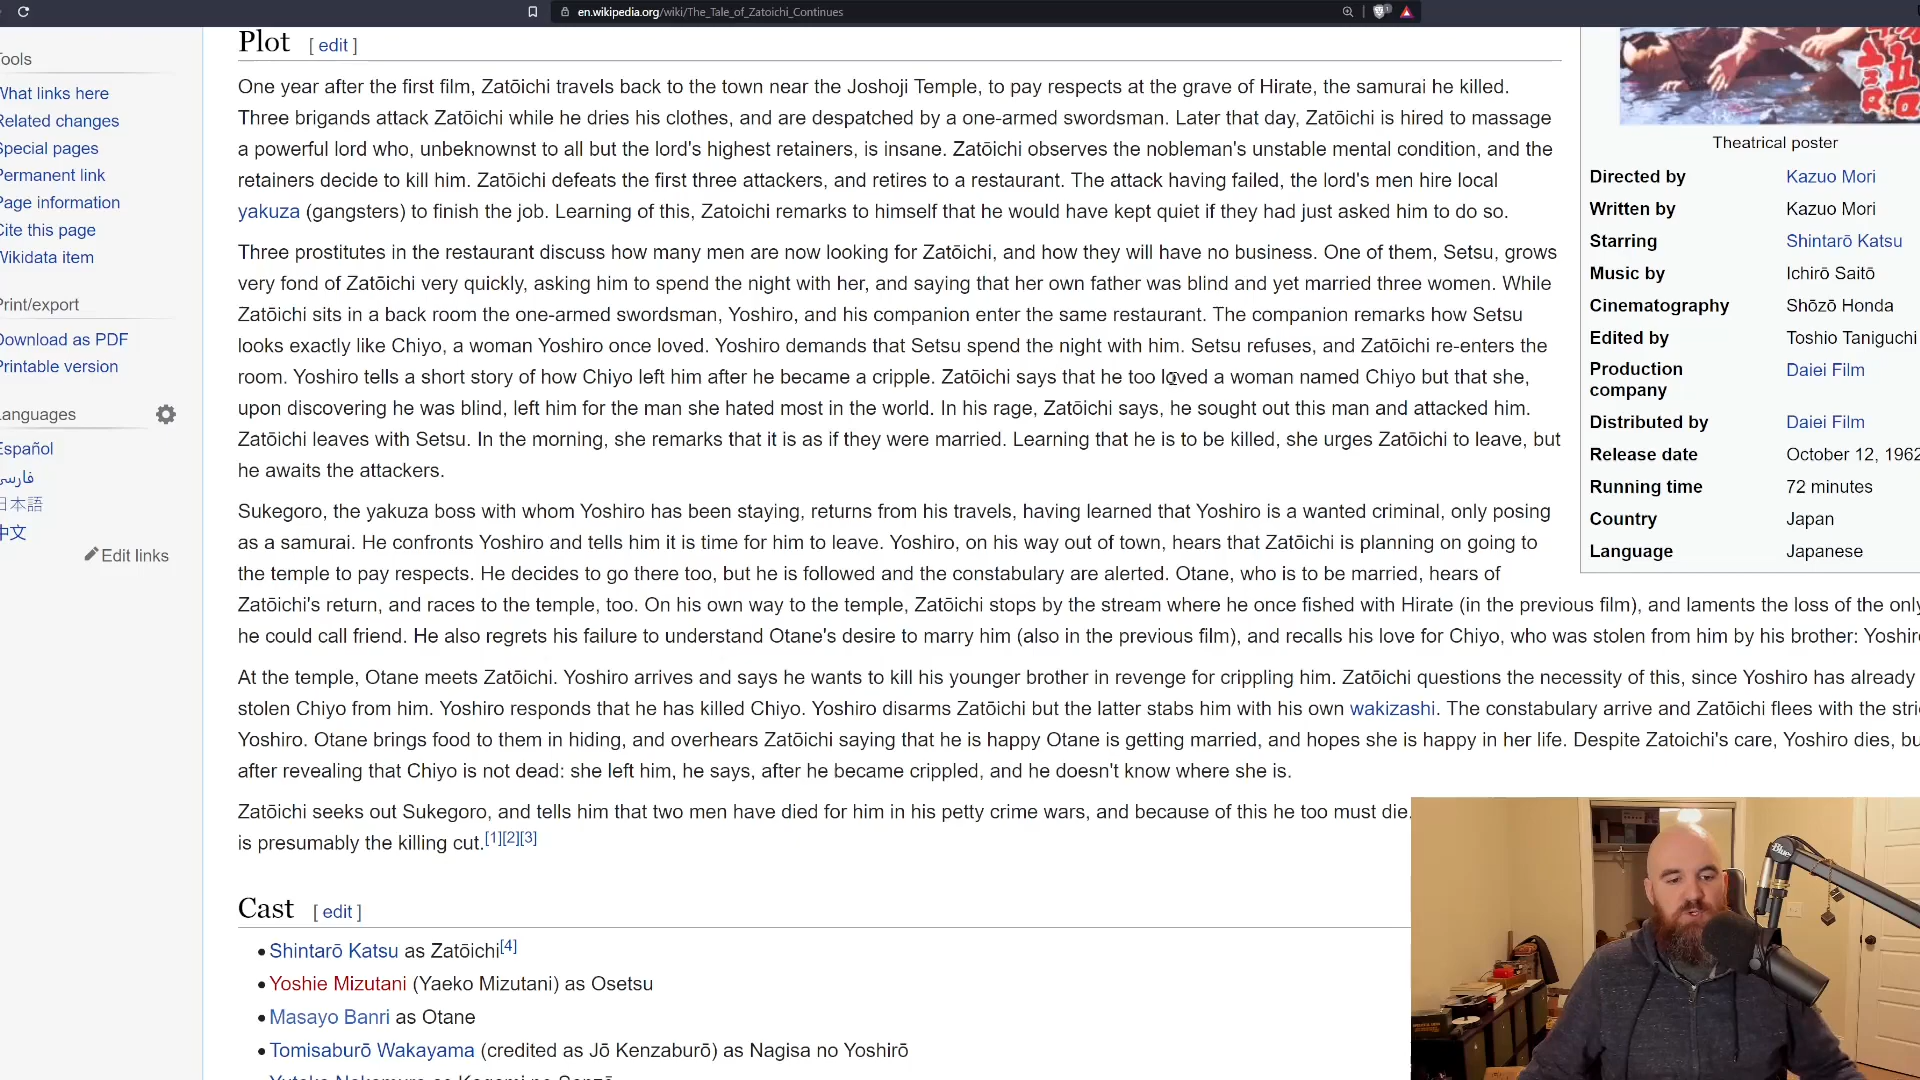 en.wikipedia.org/wiki/The_Tale_of_Zatoichi_Continues
Tools
What links here
Related changes
Special pages
Permanent link
Page information
Cite this page
Wikidata item
Print/export
Download as PDF
Printable version
Languages
Español
فارسی
日本語
中文
Edit links
Plot [ edit ]
One year after the first film, Zatōichi travels back to the town near the Joshoji Temple, to pay respects at the grave of Hirate, the samurai he killed.
Three brigands attack Zatōichi while he dries his clothes, and are despatched by a one-armed swordsman. Later that day, Zatōichi is hired to massage
a powerful lord who, unbeknownst to all but the lord's highest retainers, is insane. Zatōichi observes the nobleman's unstable mental condition, and the
retainers decide to kill him. Zatōichi defeats the first three attackers, and retires to a restaurant. The attack having failed, the lord's men hire local
yakuza (gangsters) to finish the job. Learning of this, Zatoichi remarks to himself that he would have kept quiet if they had just asked him to do so.
Three prostitutes in the restaurant discuss how many men are now looking for Zatōichi, and how they will have no business. One of them, Setsu, grows
very fond of Zatōichi very quickly, asking him to spend the night with her, and saying that her own father was blind and yet married three women. While
Zatōichi sits in a back room the one-armed swordsman, Yoshiro, and his companion enter the same restaurant. The companion remarks how Setsu
looks exactly like Chiyo, a woman Yoshiro once loved. Yoshiro demands that Setsu spend the night with him. Setsu refuses, and Zatōichi re-enters the
room. Yoshiro tells a short story of how Chiyo left him after he became a cripple. Zatōichi says that he too loved a woman named Chiyo but that she,
upon discovering he was blind, left him for the man she hated most in the world. In his rage, Zatōichi says, he sought out this man and attacked him.
Zatōichi leaves with Setsu. In the morning, she remarks that it is as if they were married. Learning that he is to be killed, she urges Zatōichi to leave, but
he awaits the attackers.
Sukegoro, the yakuza boss with whom Yoshiro has been staying, returns from his travels, having learned that Yoshiro is a wanted criminal, only posing
as a samurai. He confronts Yoshiro and tells him it is time for him to leave. Yoshiro, on his way out of town, hears that Zatōichi is planning on going to
the temple to pay respects. He decides to go there too, but he is followed and the constabulary are alerted. Otane, who is to be married, hears of
Zatōichi's return, and races to the temple, too. On his own way to the temple, Zatōichi stops by the stream where he once fished with Hirate (in the previous film), and laments the loss of the only
he could call friend. He also regrets his failure to understand Otane's desire to marry him (also in the previous film), and recalls his love for Chiyo, who was stolen from him by his brother: Yoshiro
At the temple, Otane meets Zatōichi. Yoshiro arrives and says he wants to kill his younger brother in revenge for crippling him. Zatōichi questions the necessity of this, since Yoshiro has already
stolen Chiyo from him. Yoshiro responds that he has killed Chiyo. Yoshiro disarms Zatōichi but the latter stabs him with his own wakizashi. The constabulary arrive and Zatōichi flees with the
Yoshiro. Otane brings food to them in hiding, and overhears Zatōichi saying that he is happy Otane is getting married, and hopes she is happy in her life. Despite Zatoichi's care, Yoshiro dies,
after revealing that Chiyo is not dead: she left him, he says, after he became crippled, and he doesn't know where she is.
Zatōichi seeks out Sukegoro, and tells him that two men have died for him in his petty crime wars, and because of this he too must die.
is presumably the killing cut.[1][2][3]
Cast [ edit ]
• Shintarō Katsu as Zatōichi[4]
• Yoshie Mizutani (Yaeko Mizutani) as Osetsu
• Masayo Banri as Otane
• Tomisaburō Wakayama (credited as Jō Kenzaburō) as Nagisa no Yoshirō
語
Theatrical poster
Directed by Kazuo Mori
Written by Kazuo Mori
Starring Shintarō Katsu
Music by Ichirō Saitō
Cinematography Shōzō Honda
Edited by Toshio Taniguchi
Production company Daiei Film
Distributed by Daiei Film
Release date October 12, 1962
Running time 72 minutes
Country Japan
Language Japanese
Blue